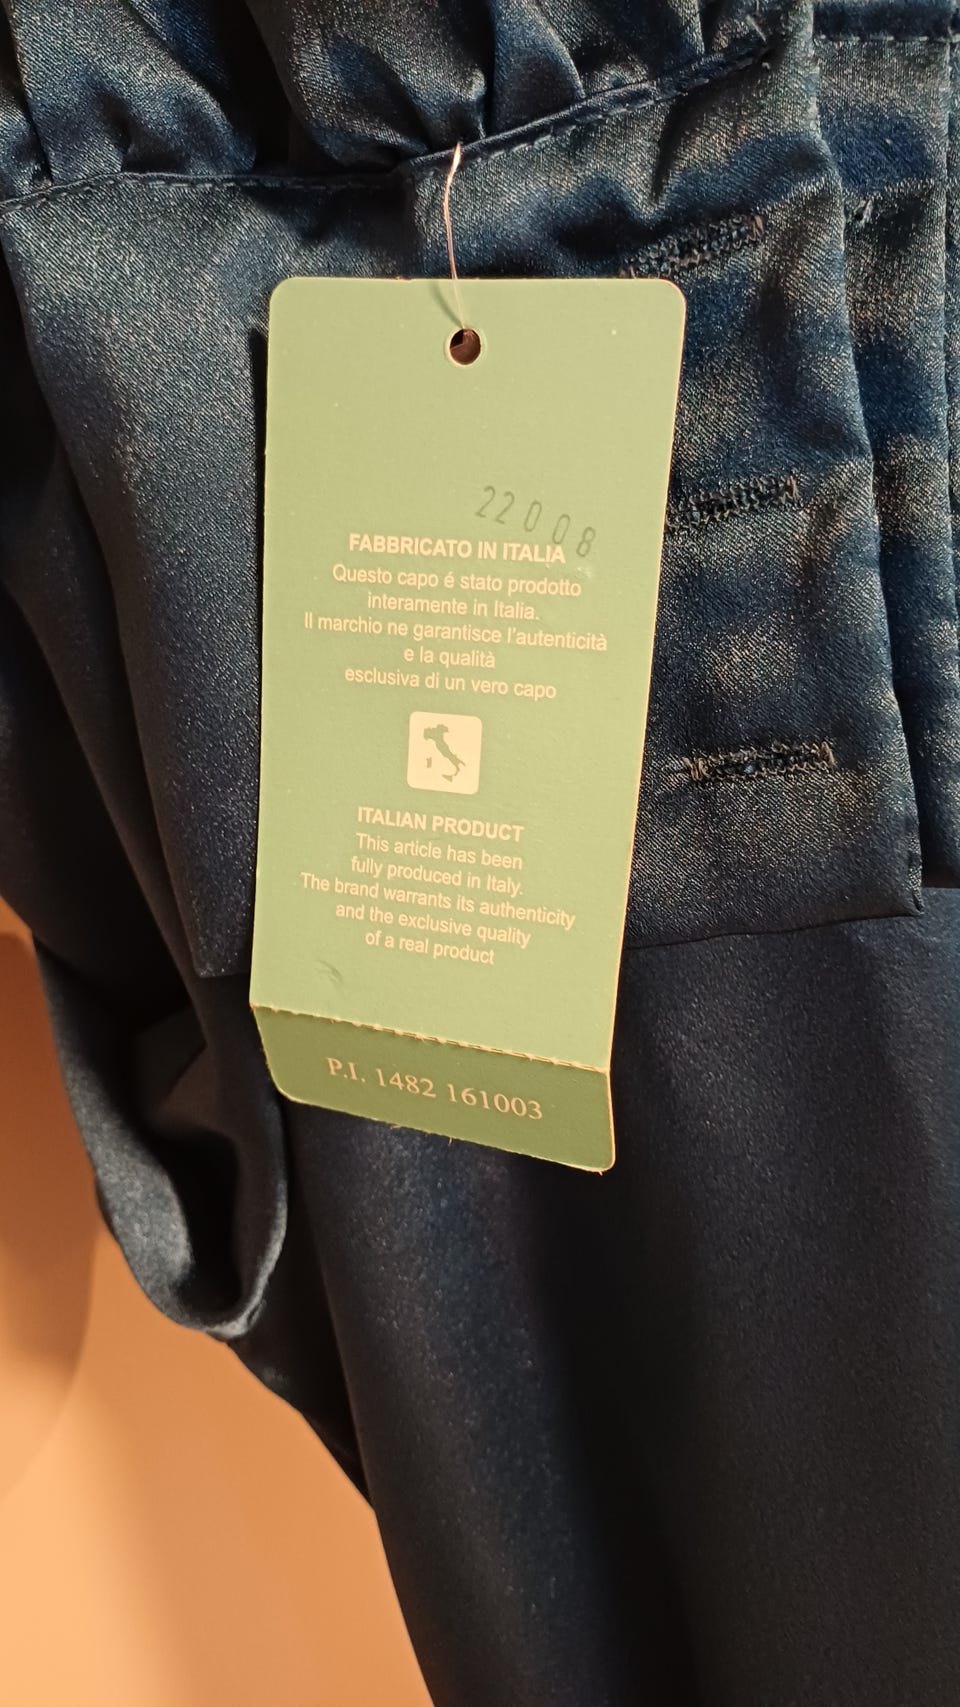 22008
FABBRICATO IN ITALIA
Questo capo é stato prodotto
interamente in Italia.
Il marchio ne garantisce l'autenticità
e la qualità
esclusiva di un vero capo
ITALIAN PRODUCT
This article has been
fully produced in Italy.
The brand warrants its authenticity
and the exclusive quality
of a real product
P.I. 1482 161003